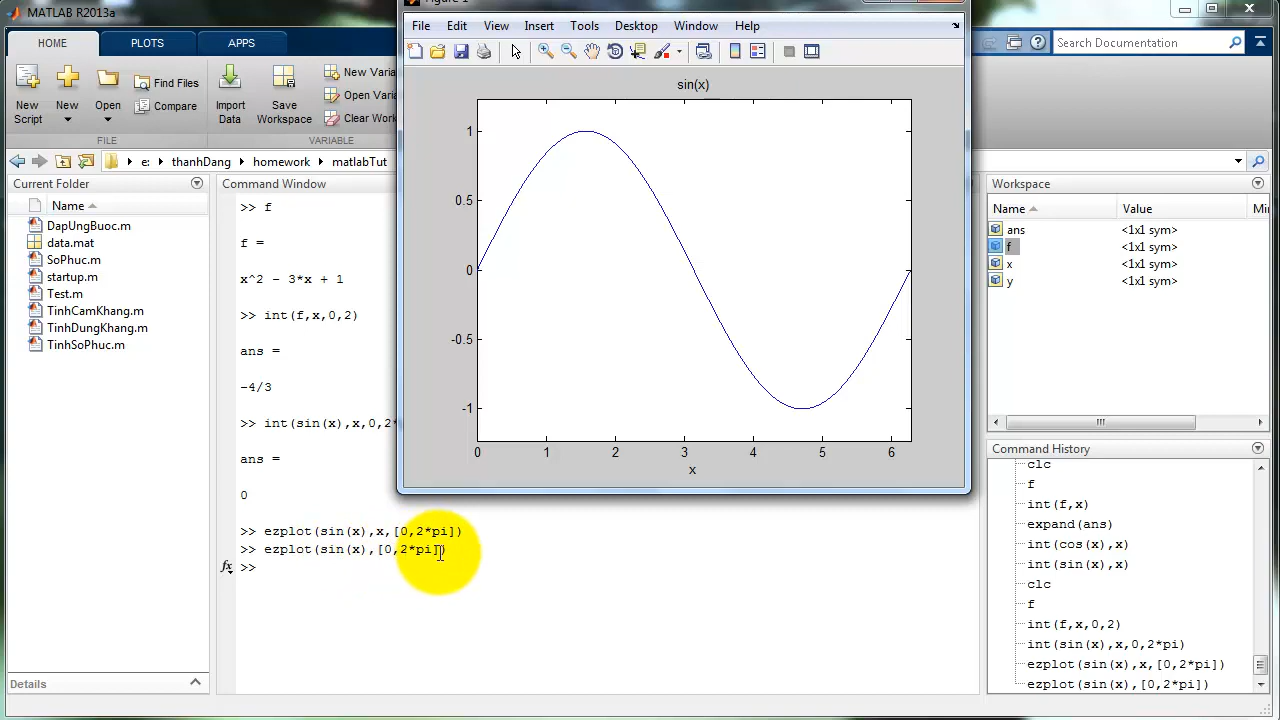 MATLAB R2013a
HOME
PLOTS
APPS
Search Documentation
New
Script
New
Open
Find Files
Compare
Import
Data
Save
Workspace
New Varia
Open Varia
Clear Work
FILE
VARIABLE
e:
thanhDang
homework
matlabTut
Current Folder
Name
DapUngBuoc.m
data.mat
SoPhuc.m
startup.m
Test.m
TinhCamKhang.m
TinhDungKhang.m
TinhSoPhuc.m
Details
Command Window
>> f
f =
x^2 - 3*x + 1
>> int(f,x,0,2)
ans =
-4/3
>> int(sin(x),x,0,2*
ans =
0
>> ezplot(sin(x),x,[0,2*pi])
>> ezplot(sin(x),[0,2*pi])
fx >>
File Edit View Insert Tools Desktop Window Help
sin(x)
1
0.5
0
-0.5
-1
0 1 2 3 4 5 6
x
Workspace
Name Value Mi
ans <1x1 sym>
f <1x1 sym>
x <1x1 sym>
y <1x1 sym>
Command History
clc
f
int(f,x)
expand(ans)
int(cos(x),x)
int(sin(x),x)
clc
f
int(f,x,0,2)
int(sin(x),x,0,2*pi)
ezplot(sin(x),x,[0,2*pi])
ezplot(sin(x),[0,2*pi])